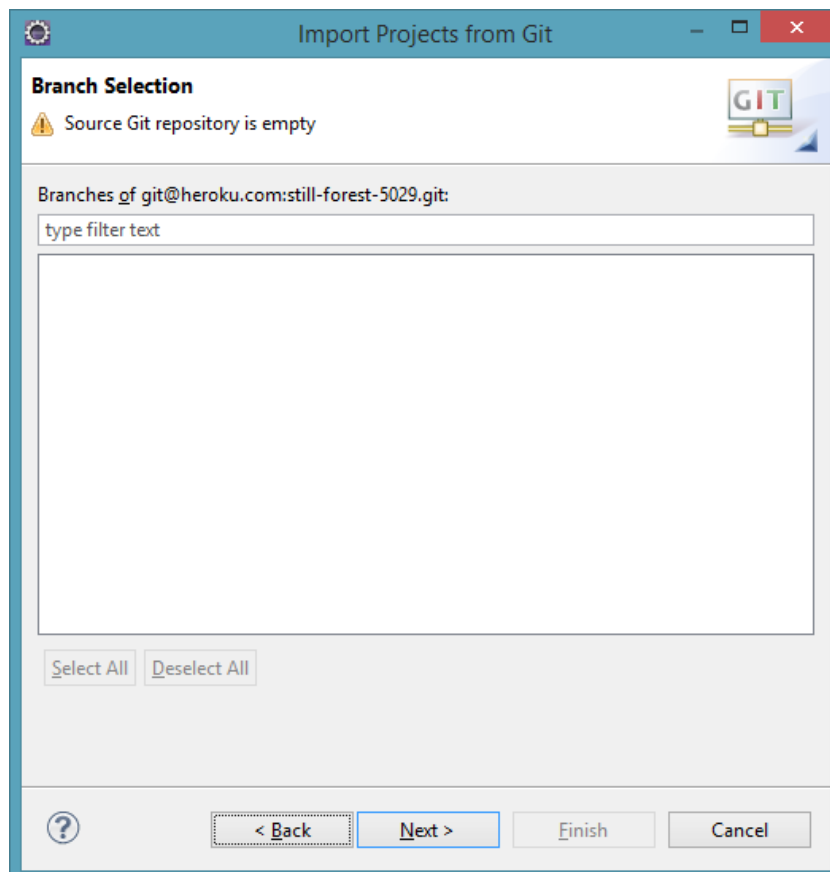 Import Projects from Git
Branch Selection
Source Git repository is empty
GIT
Branches of git@heroku.com:still-forest-5029.git:
type filter text
Select All Deselect All
? < Back Next > Finish Cancel